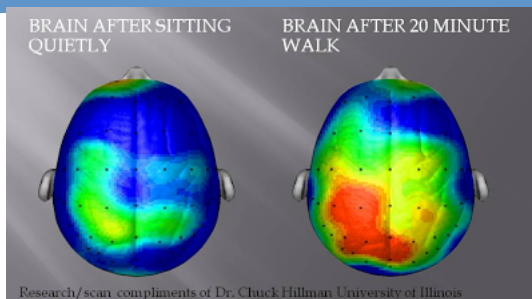 BRAIN AFTER SITTING
QUIETLY
BRAIN AFTER 20 MINUTE
WALK
Research/scan compliments of Dr. Chuck Hillman University of Illinois